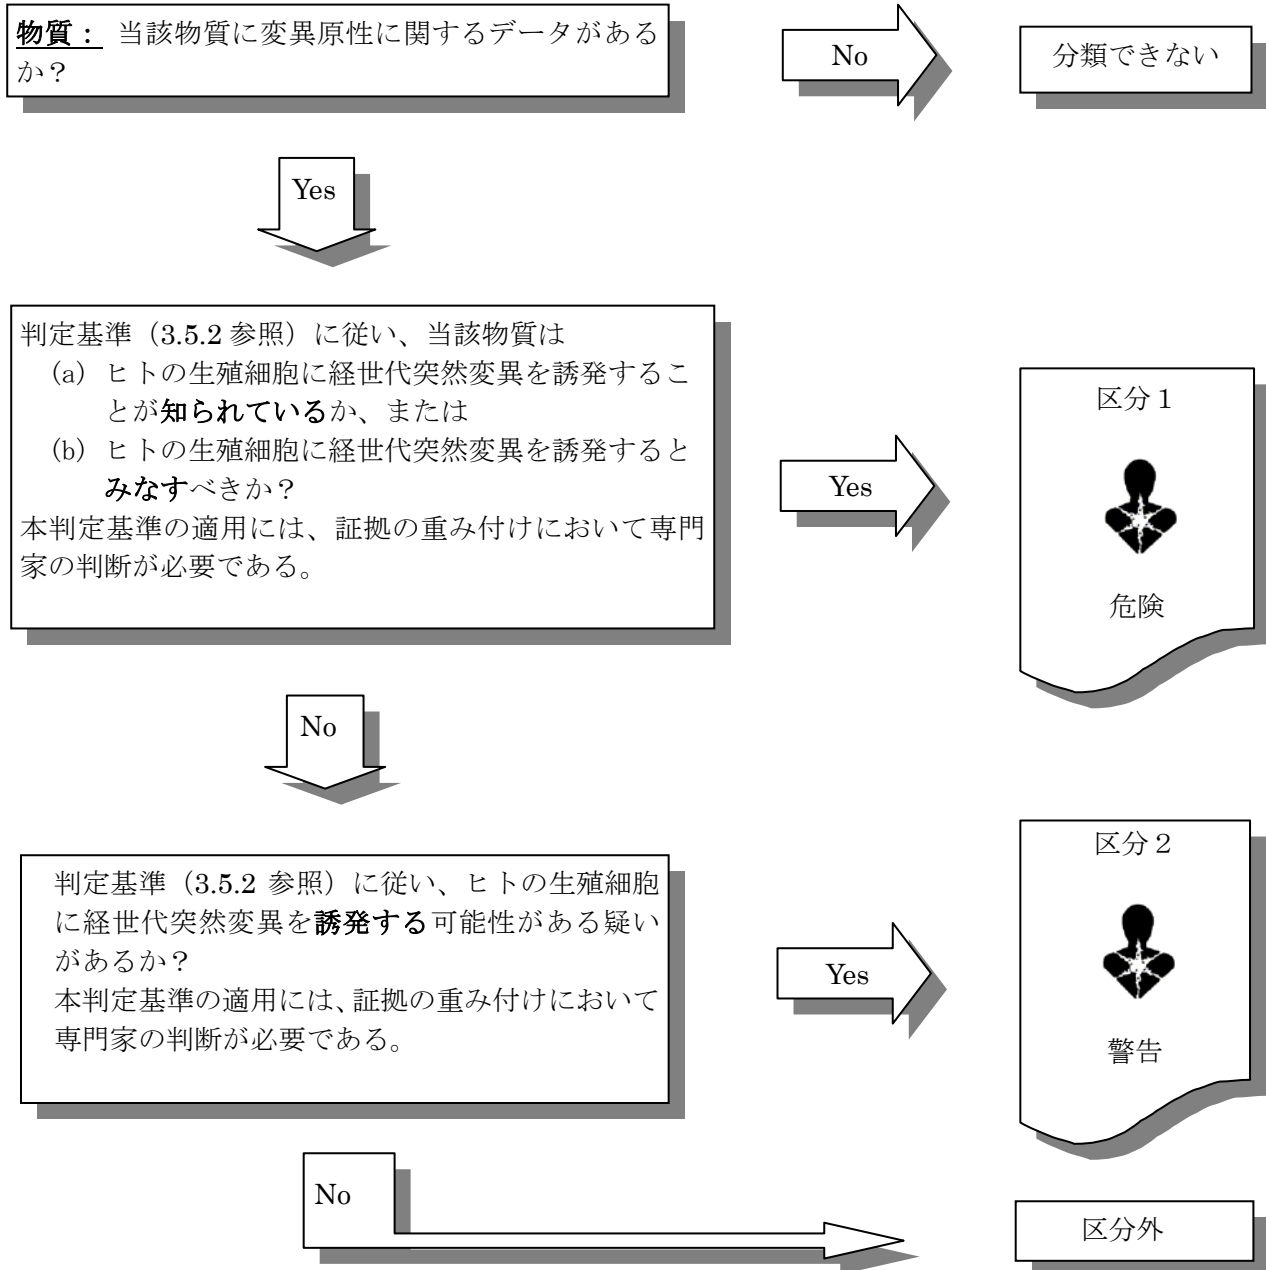 物質： 当該物質に変異原性に関するデータがある
か？
No
分類できない
Yes
判定基準（3.5.2 参照）に従い、当該物質は
(a) ヒトの生殖細胞に経世代突然変異を誘発するこ
とが知られているか、または
(b) ヒトの生殖細胞に経世代突然変異を誘発すると
みなすべきか？
本判定基準の適用には、証拠の重み付けにおいて専門
家の判断が必要である。
Yes
区分１
危険
No
判定基準（3.5.2 参照）に従い、ヒトの生殖細胞
に経世代突然変異を誘発する可能性がある疑い
があるか？
本判定基準の適用には、証拠の重み付けにおいて
専門家の判断が必要である。
Yes
区分２
警告
No
区分外